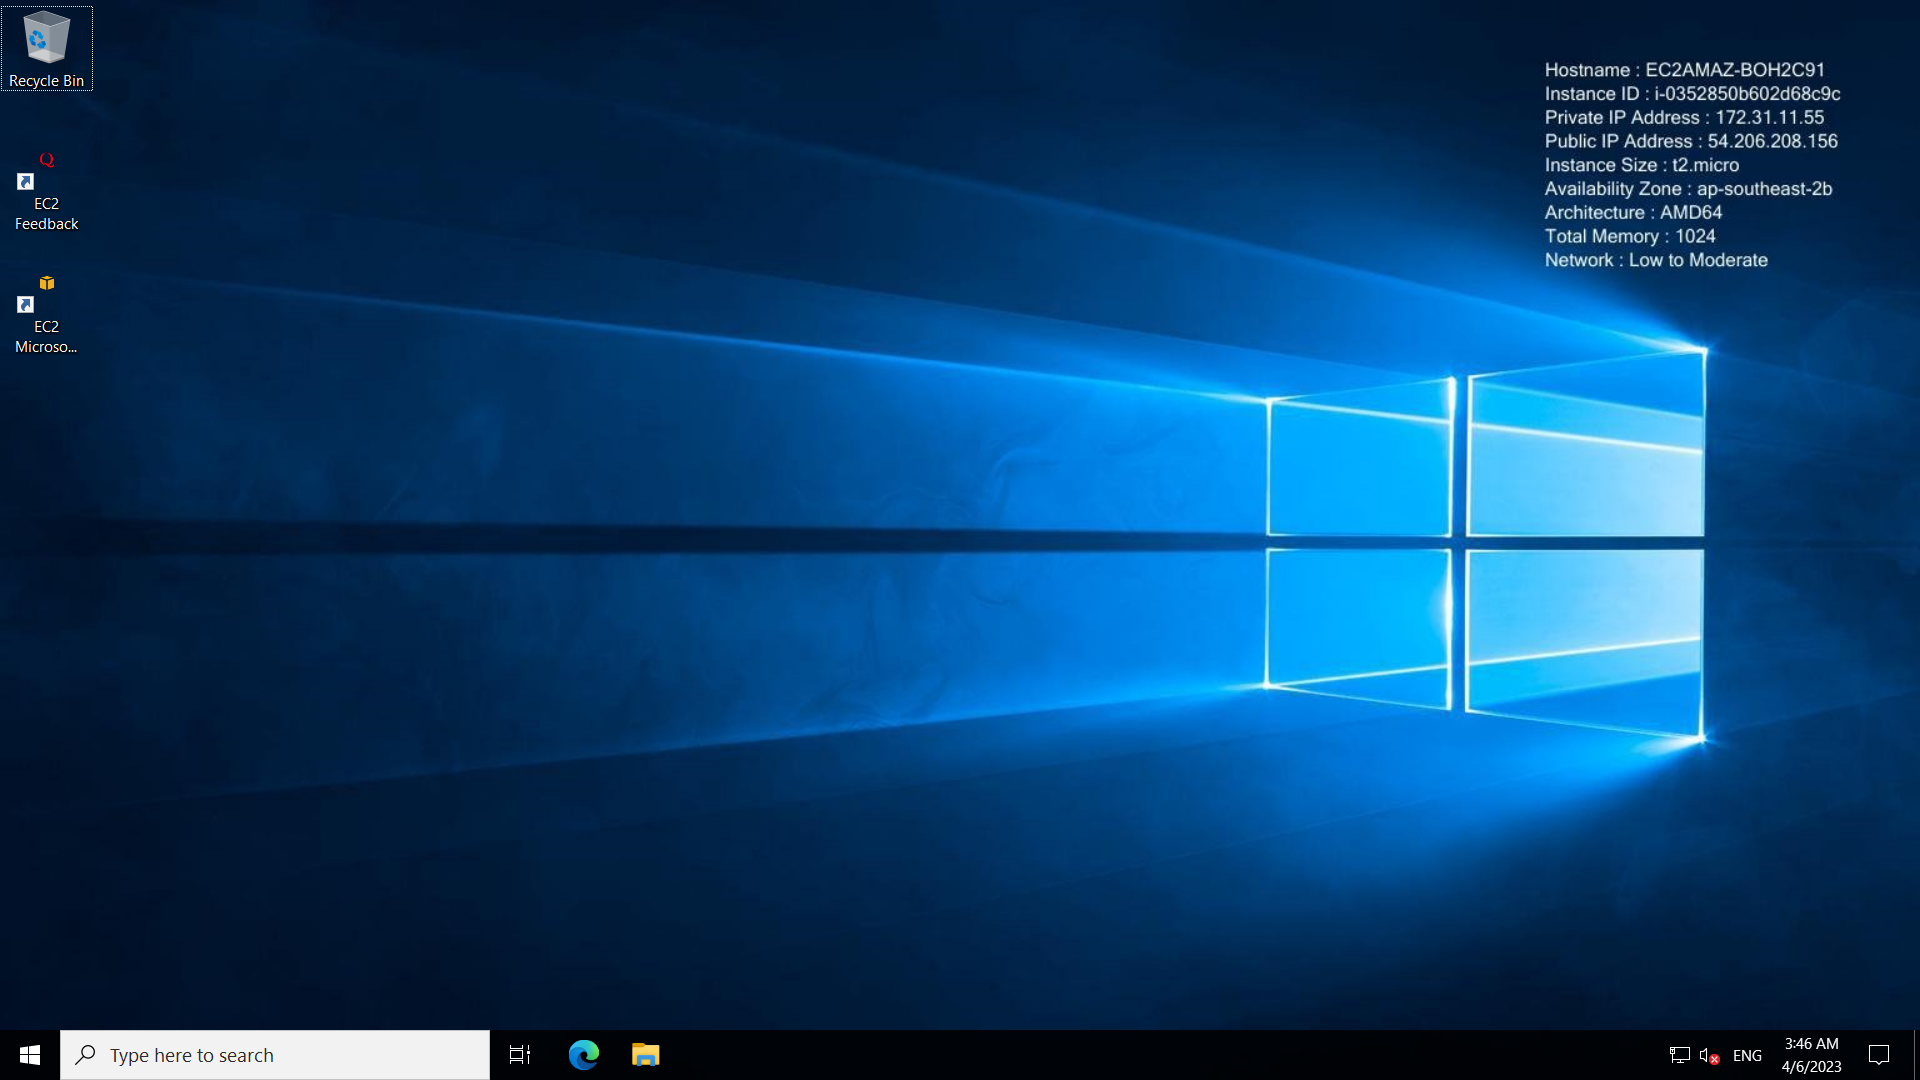 Recycle Bin
EC2
Feedback
EC2
Microso...
Hostname : EC2AMAZ-BOH2C91
Instance ID : i-0352850b602d68c9c
Private IP Address : 172.31.11.55
Public IP Address : 54.206.208.156
Instance Size : t2.micro
Availability Zone : ap-southeast-2b
Architecture : AMD64
Total Memory : 1024
Network : Low to Moderate
Type here to search
ENG
3:46 AM
4/6/2023